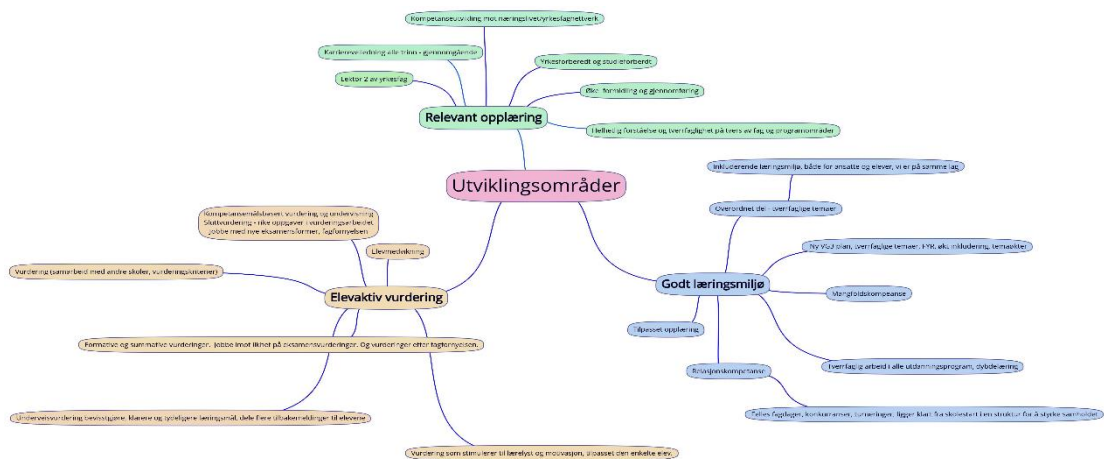 Kompetanseutvikling mot næringslivet/yrkesfagnettverk
Karriereveiledning alle trinn - gjennomgående
Lektor 2 av yrkesfag
Yrkesforberedt og studieforberdt
Øke formidling og gjennomføring
Relevant opplæring
Helhetlig forståelse og tverrfaglighet på tvers av fag og programområder
Utviklingsområder
Inkluderende læringsmiljø, både for ansatte og elever, vi er på samme lag
Overordnet del - tverrfaglige temaer
Ny VG3 plan, tverrfaglige temaer, FYR, økt inkludering, temaøkter
Godt læringsmiljø
Mangfoldskompetanse
Tilpasset opplæring
Tverrfaglig arbeid i alle utdanningsprogram, dybdelæring
Relasjonskompetanse
Felles fagdager, konkurranser, turneringer, ligger klart fra skolestart i en struktur for å styrke samholdet
Kompetansemålsbasert vurdering og undervisning
Sluttvurdering - rike oppgaver i vurderingsarbeidet
Jobbe med nye eksamensformer, fagfornyelsen
Elevmedvikning
Vurdering (samarbeid med andre skoler, vurderingskriterier)
Elevaktiv vurdering
Formative og summative vurderinger. Jobbe imot likhet på eksamensvurderinger. Og vurderinger etter fagfornyelsen.
Underveisvurdering bevisstgjøre, klarere og tydeligere læringsmål, dele flere tilbakemeldinger til elevene
Vurdering som stimulerer til lærelyst og motivasjon, tilpasset den enkelte elev.